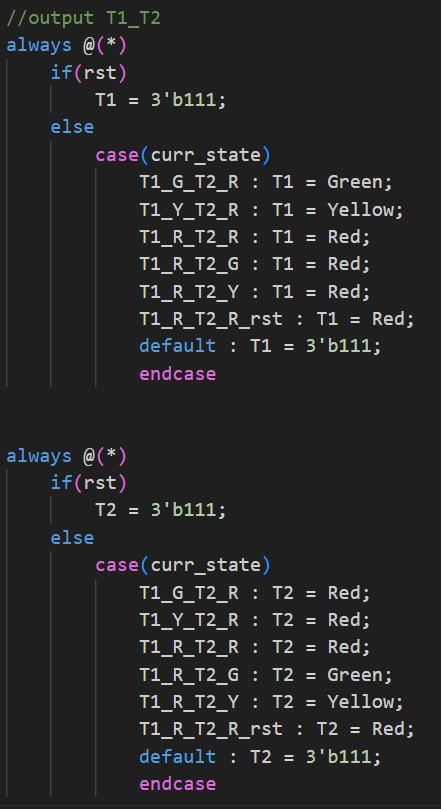 //output T1_T2
always @(*)
if(rst)
T1 = 3'b111;
else
case(curr_state)
T1_G_T2_R : T1 = Green;
T1_Y_T2_R : T1 = Yellow;
T1_R_T2_R : T1 = Red;
T1_R_T2_G : T1 = Red;
T1_R_T2_Y : T1 = Red;
T1_R_T2_R_rst : T1 = Red;
default : T1 = 3'b111;
endcase
always @(*)
if(rst)
T2 = 3'b111;
else
case(curr_state)
T1_G_T2_R : T2 = Red;
T1_Y_T2_R : T2 = Red;
T1_R_T2_R : T2 = Red;
T1_R_T2_G : T2 = Green;
T1_R_T2_Y : T2 = Yellow;
T1_R_T2_R_rst : T2 = Red;
default : T2 = 3'b111;
endcase